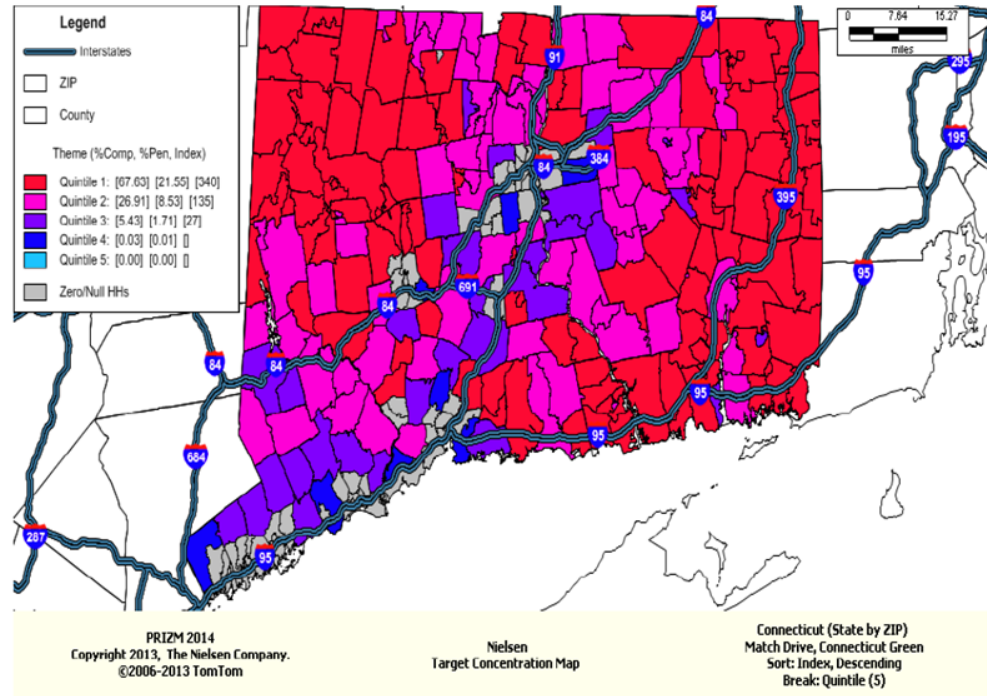 Legend
Interstates
ZIP
County
Theme (%Comp, %Pen, Index)
Quintile 1: [67.63] [21.55] [340]
Quintile 2: [26.91] [8.53] [135]
Quintile 3: [5.43] [1.71] [27]
Quintile 4: [0.03] [0.01] []
Quintile 5: [0.00] [0.00] []
Zero/Null HHs
0 7.64 15.27
miles
84
91
295
195
84
384
395
95
691
84
84
84
95
95
684
287
95
PRIZM 2014
Copyright 2013, The Nielsen Company.
©2006-2013 TomTom
Nielsen
Target Concentration Map
Connecticut (State by ZIP)
Match Drive, Connecticut Green
Sort: Index, Descending
Break: Quintile (5)